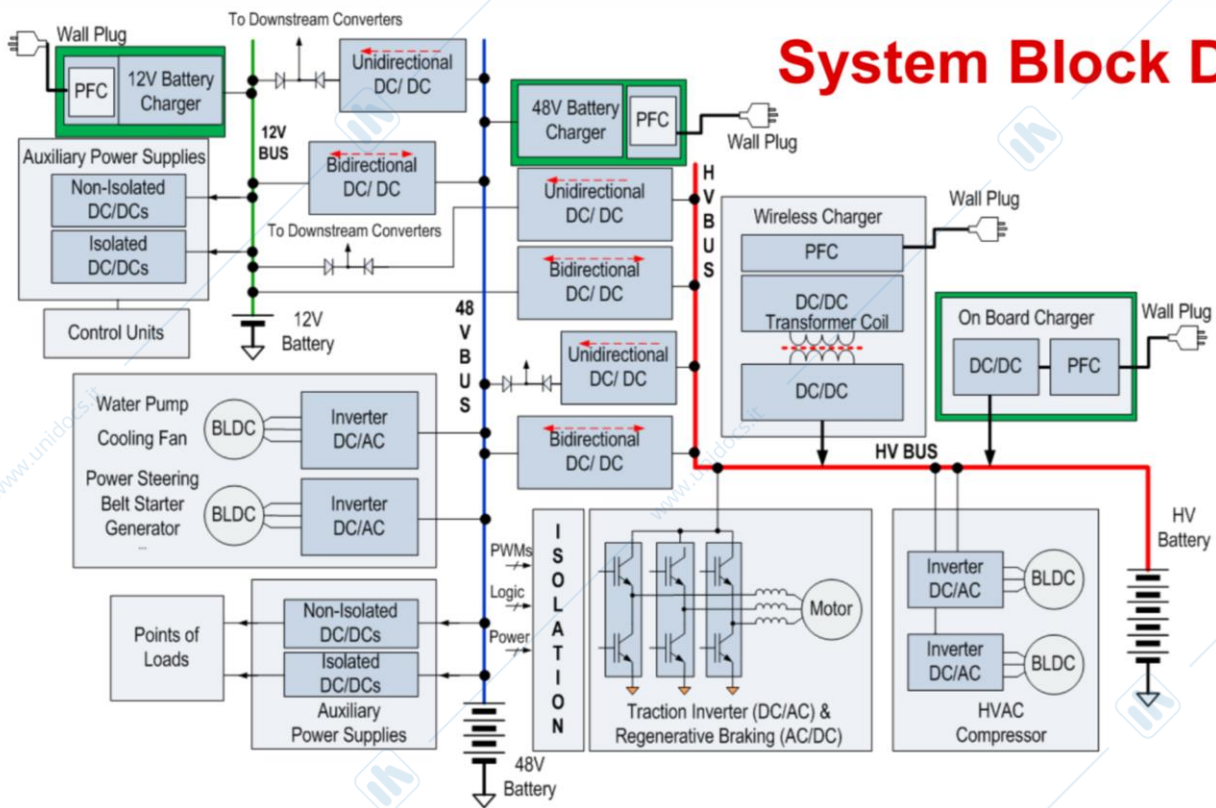 System Block D
To Downstream Converters
Wall Plug
PFC
12V Battery
Charger
Unidirectional
DC/ DC
12V
BUS
Auxiliary Power Supplies
Non-Isolated
DC/DCs
Isolated
DC/DCs
Control Units
Bidirectional
DC/ DC
To Downstream Converters
12V
Battery
48V Battery
Charger
PFC
Wall Plug
Unidirectional
DC/ DC
Bidirectional
DC/ DC
Unidirectional
DC/ DC
Bidirectional
DC/ DC
48
V
B
U
S
H
V
B
U
S
Wireless Charger
PFC
DC/DC
Transformer Coil
DC/DC
Wall Plug
On Board Charger
DC/DC
PFC
Wall Plug
HV BUS
Water Pump
Cooling Fan
BLDC
Inverter
DC/AC
Power Steering
Belt Starter
Generator
...
BLDC
Inverter
DC/AC
Points of
Loads
Non-Isolated
DC/DCs
Isolated
DC/DCs
Auxiliary
Power Supplies
48V
Battery
PWMs
Logic
Power
I
S
O
L
A
T
I
O
N
Motor
Traction Inverter (DC/AC) &
Regenerative Braking (AC/DC)
Inverter
DC/AC
BLDC
Inverter
DC/AC
BLDC
HVAC
Compressor
HV
Battery
www.unidocs.it
www.unidocs.it